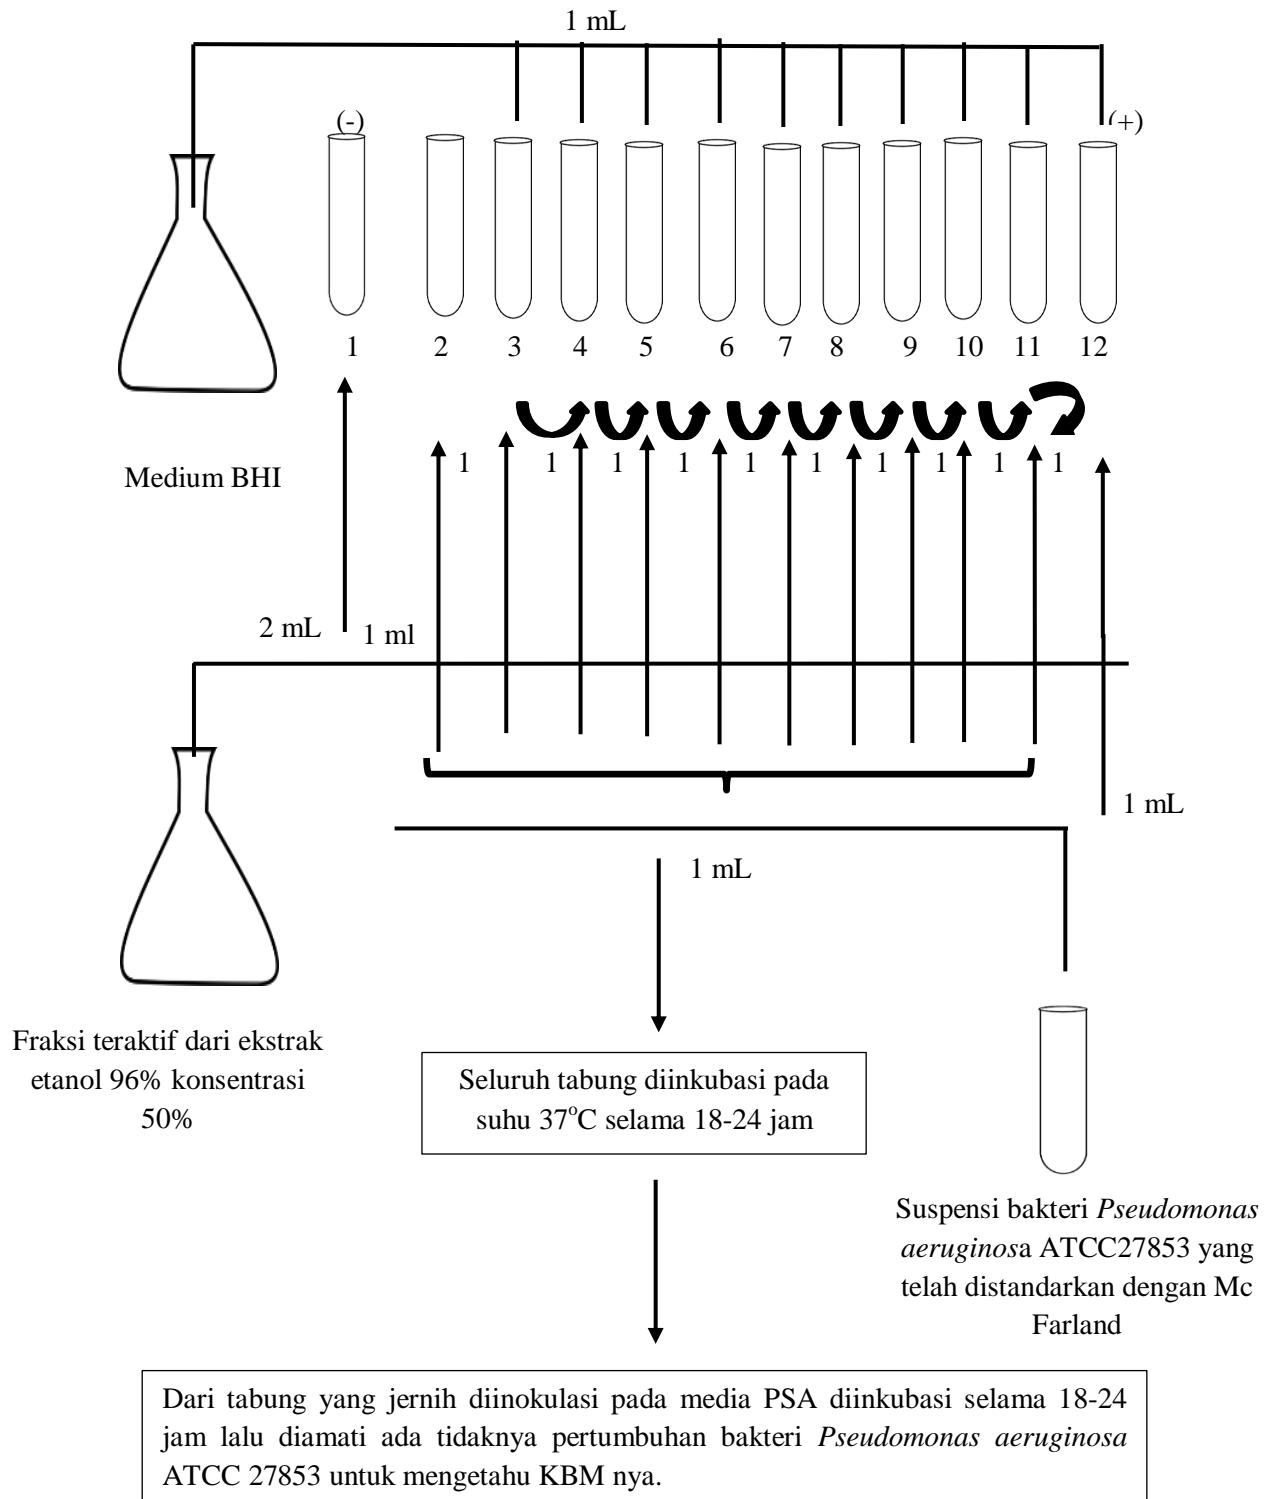 1 mL
(-)
(+)
1 2 3 4 5 6 7 8 9 10 11 12
1 1 1 1 1 1 1 1 1 1
Medium BHI
2 mL
1 ml
1 mL
1 mL
Fraksi teraktif dari ekstrak
etanol 96% konsentrasi
50%
Seluruh tabung diinkubasi pada
suhu 37°C selama 18-24 jam
Suspensi bakteri Pseudomonas
aeruginosa ATCC27853 yang
telah distandarkan dengan Mc
Farland
Dari tabung yang jernih diinokulasi pada media PSA diinkubasi selama 18-24
jam lalu diamati ada tidaknya pertumbuhan bakteri Pseudomonas aeruginosa
ATCC 27853 untuk mengetahu KBM nya.